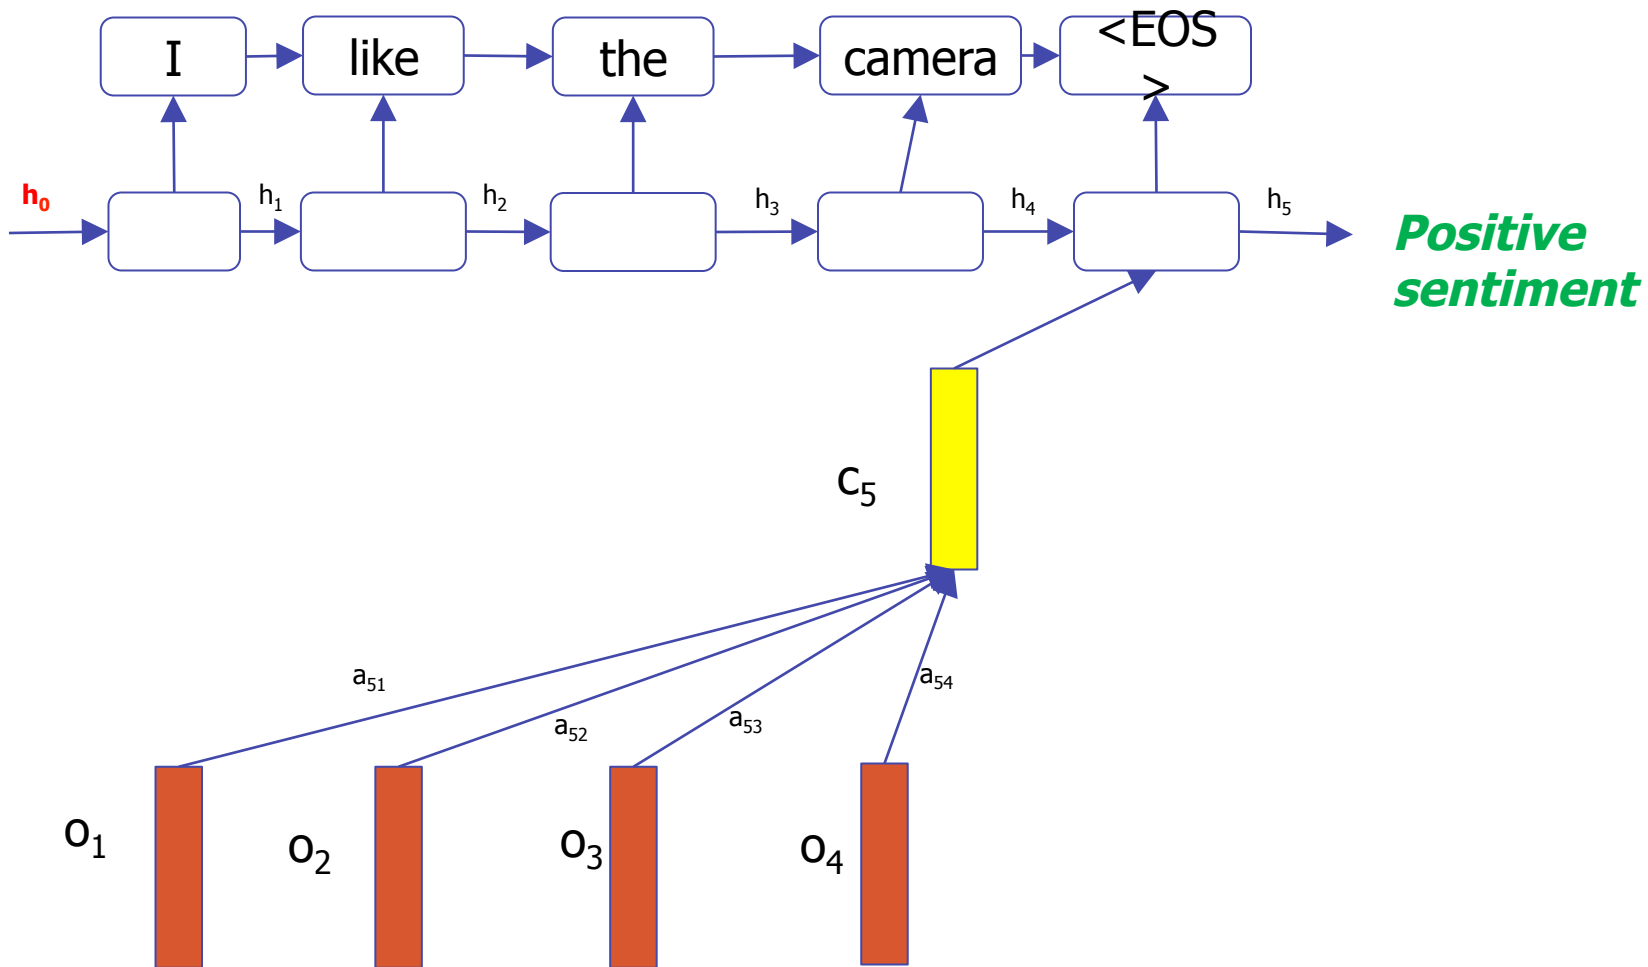 I like the camera <EOS
>
h₀ h₁ h₂ h₃ h₄ h₅
Positive
sentiment
c₅
a₅₁ a₅₂ a₅₃ a₅₄
o₁ o₂ o₃ o₄